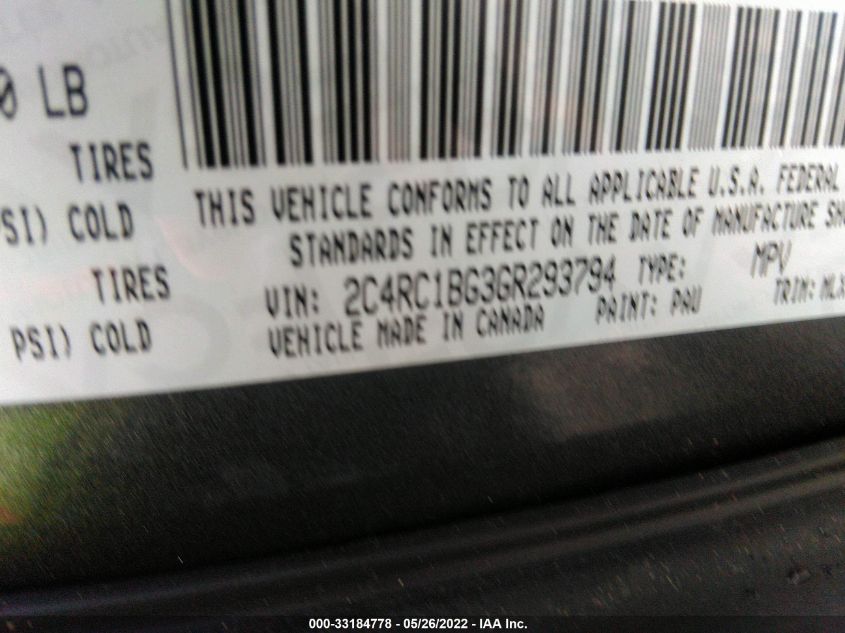 0 LB
TIRES
PSI) COLD
TIRES
PSI) COLD
THIS VEHICLE CONFORMS TO ALL APPLICABLE U.S.A. FEDERAL
STANDARDS IN EFFECT ON THE DATE OF MANUFACTURE
VIN: 2C4RC1BG3GR293794 TYPE: MPV
VEHICLE MADE IN CANADA PAINT: PAU TRIM:
000-33184778 - 05/26/2022 - IAA Inc.